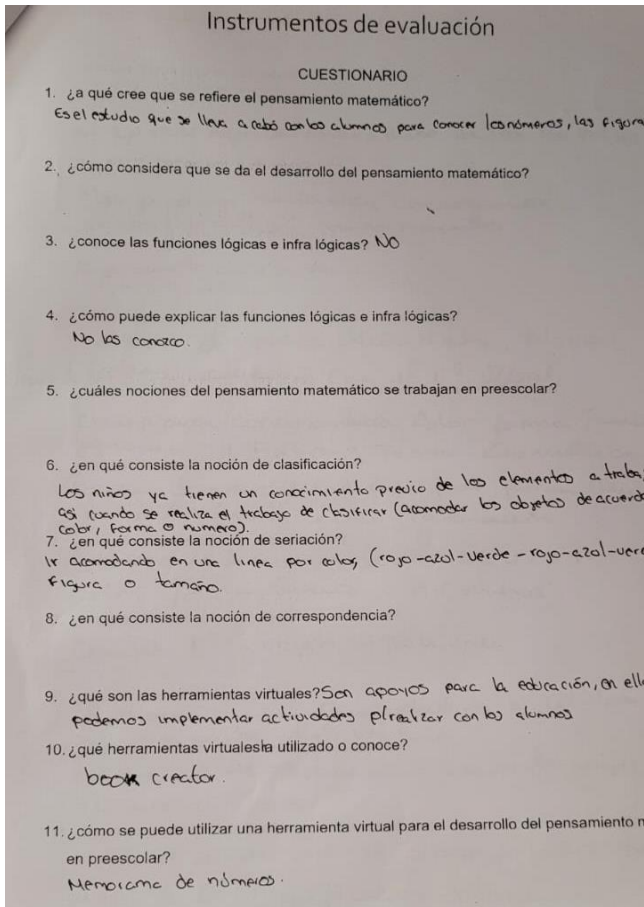 Instrumentos de evaluación
CUESTIONARIO
1. ¿a qué cree que se refiere el pensamiento matemático?
Es el estudio que se lleva a cabó con los alumnos para conocer los números, las figura
2. ¿cómo considera que se da el desarrollo del pensamiento matemático?
3. ¿conoce las funciones lógicas e infra lógicas? NO
4. ¿cómo puede explicar las funciones lógicas e infra lógicas?
No las conozco.
5. ¿cuáles nociones del pensamiento matemático se trabajan en preescolar?
6. ¿en qué consiste la noción de clasificación?
Los niños ya tienen un conocimiento previo de los elementos a traba
asi cuando se realiza el trabajo de clasificar (acomodar los objetos de acuerdo
color, forma o numero).
7. ¿en qué consiste la noción de seriación?
Ir acomodando en una linea por color, (rojo-azul-verde-rojo-azul-ver
figura o tamaño.
8. ¿en qué consiste la noción de correspondencia?
9. ¿qué son las herramientas virtuales? Son apoyos para la educación, en ell
podemos implementar actividades p/realizar con los alumnos
10. ¿qué herramientas virtuales ha utilizado o conoce?
book creator.
11. ¿cómo se puede utilizar una herramienta virtual para el desarrollo del pensamiento
en preescolar?
Memorama de números.